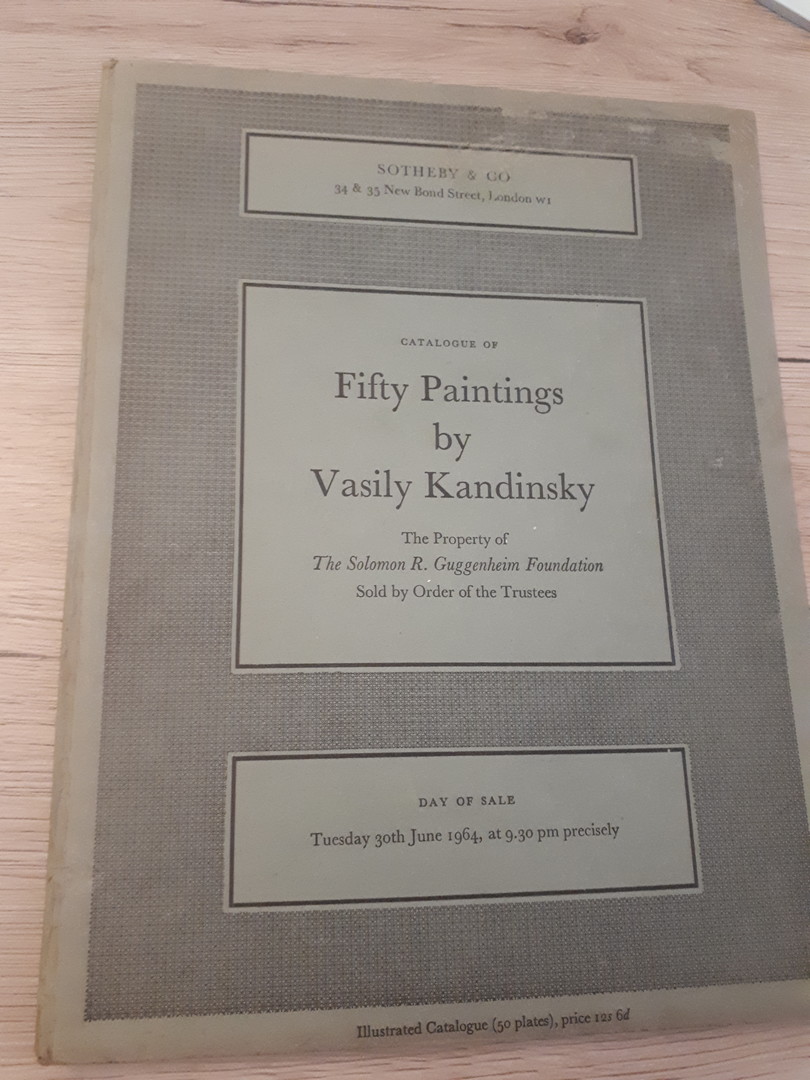 SOTHEBY & CO
34 & 35 New Bond Street, London W1
CATALOGUE OF
Fifty Paintings
by
Vasily Kandinsky
The Property of
The Solomon R. Guggenheim Foundation
Sold by Order of the Trustees
DAY OF SALE
Tuesday 30th June 1964, at 9.30 pm precisely
Illustrated Catalogue (50 plates), price 12s 6d